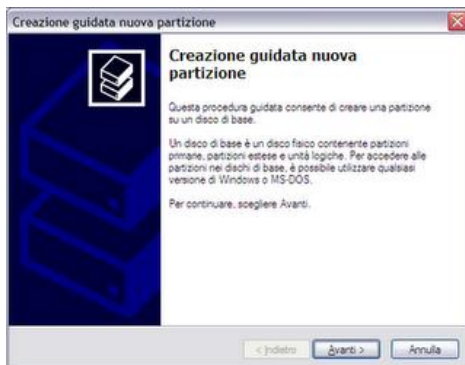 Creazione guidata nuova partizione
Creazione guidata nuova
partizione
Questa procedura guidata consente di creare una partizione
su un disco di base.
Un disco di base è un disco fisico contenente partizioni
primarie, partizioni estese e unità logiche. Per accedere alle
partizioni nei dischi di base, è possibile utilizzare qualsiasi
versione di Windows o MS-DOS.
Per continuare, scegliere Avanti.
< Indietro
Avanti >
Annulla